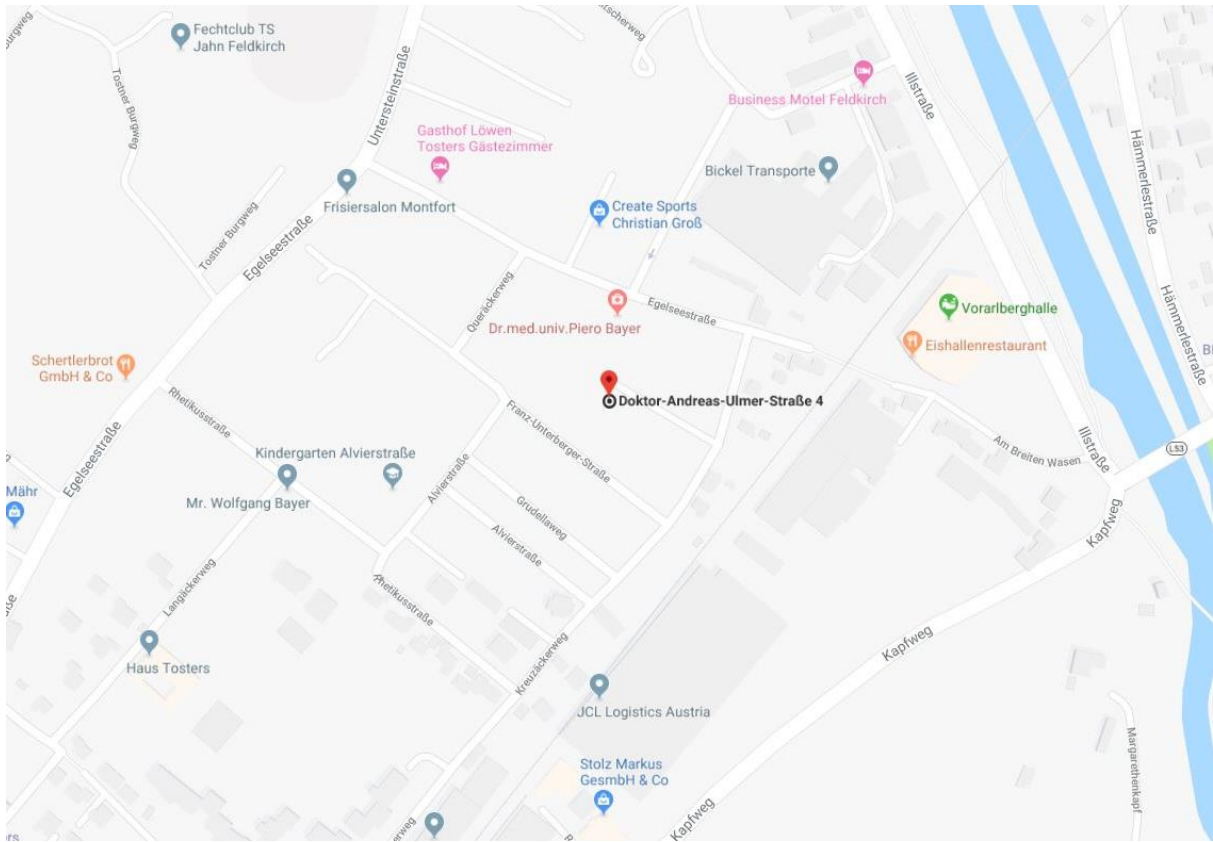 Fechtclub TS
Jahn Feldkirch
Tostner Burgweg
Untersteinstraße
Illstraße
Business Motel Feldkirch
Hämmerlestraße
Gasthof Löwen
Tosters Gästezimmer
Bickel Transporte
Frisiersalon Montfort
Create Sports
Christian Groß
Tostner Burgweg
Egelseestraße
Queräckerweg
Egelseestraße
Vorarlberghalle
Hämmerlestraße
Dr.med.univ.Piero Bayer
Eishallenrestaurant
Schertlerbrot
GmbH & Co
Doktor-Andreas-Ulmer-Straße 4
Rhetikusstraße
Franz-Unterberger-Straße
Illstraße
Am Breiten Wasen
L53
Kindergarten Alvierstraße
Alvierstraße
Egelseestraße
Mähr
Mr. Wolfgang Bayer
Grudellaweg
Alvierstraße
Kapfweg
Langäckerweg
Rhetikusstraße
Haus Tosters
Kreuzäckerweg
Kapfweg
JCL Logistics Austria
Stolz Markus
GesmbH & Co
Kapfweg
Margarethenkapf